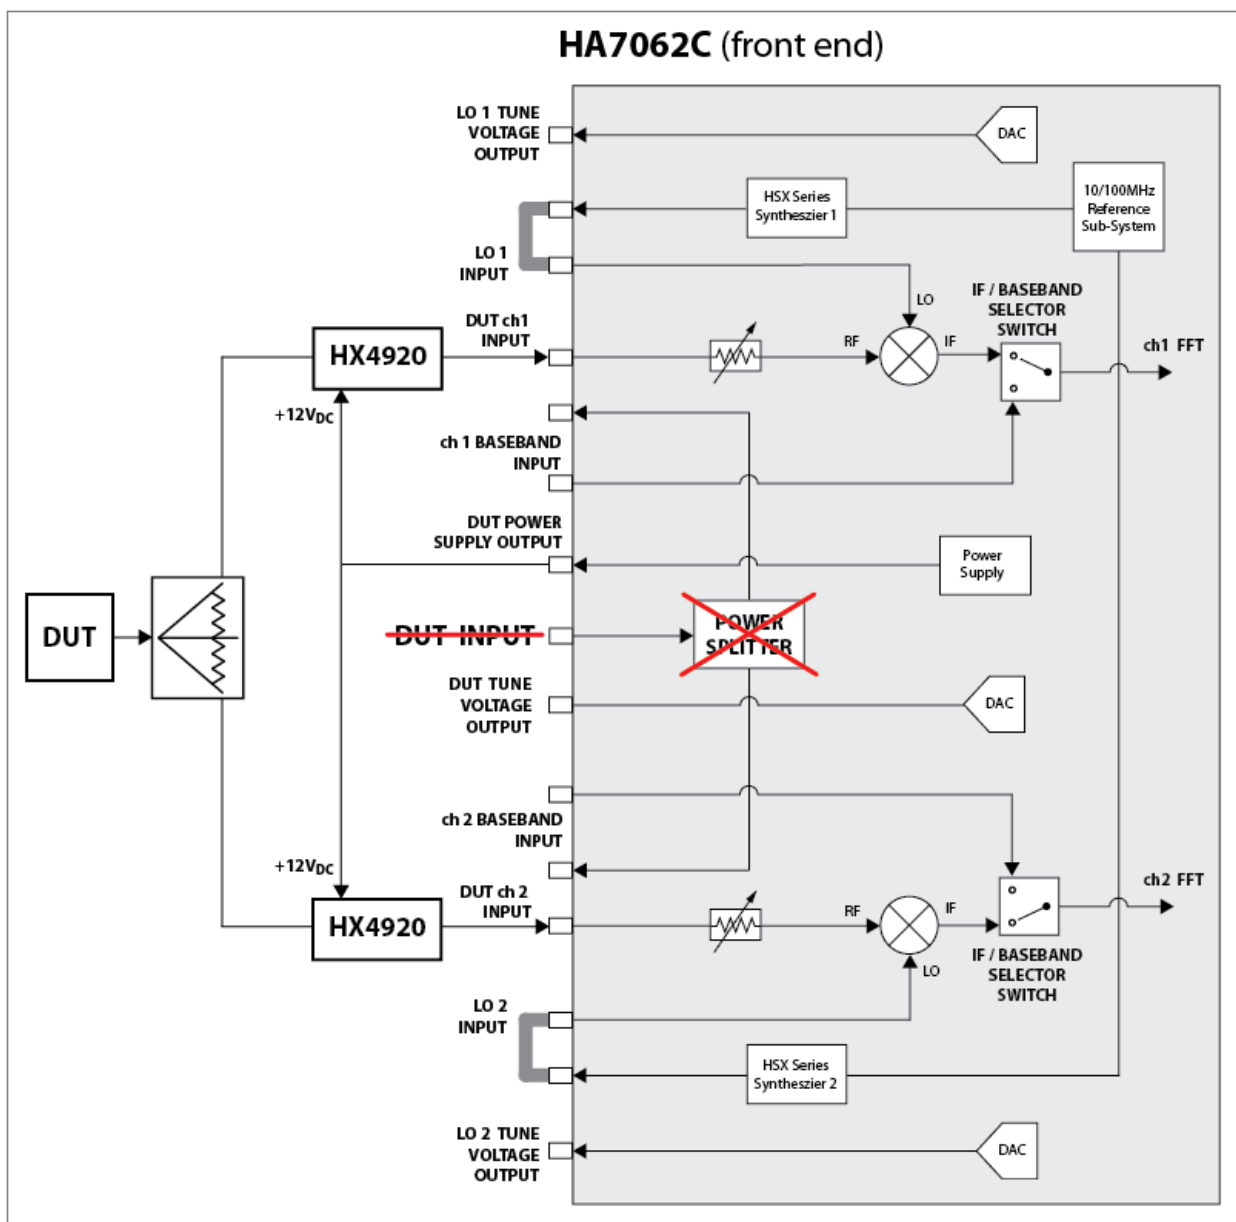 HA7062C (front end)
LO 1 TUNE
VOLTAGE
OUTPUT
DAC
HSX Series
Syntheszier 1
10/100MHz
Reference
Sub-System
LO 1
INPUT
LO
IF / BASEBAND
SELECTOR
SWITCH
DUT ch1
INPUT
HX4920
RF
IF
ch1 FFT
+12VDC
ch 1 BASEBAND
INPUT
DUT POWER
SUPPLY OUTPUT
Power
Supply
DUT
DUT INPUT
POWER
SPLITTER
DUT TUNE
VOLTAGE
OUTPUT
DAC
ch 2 BASEBAND
INPUT
+12VDC
DUT ch 2
INPUT
HX4920
RF
IF
ch2 FFT
LO
IF / BASEBAND
SELECTOR
SWITCH
LO 2
INPUT
HSX Series
Syntheszier 2
LO 2 TUNE
VOLTAGE
OUTPUT
DAC